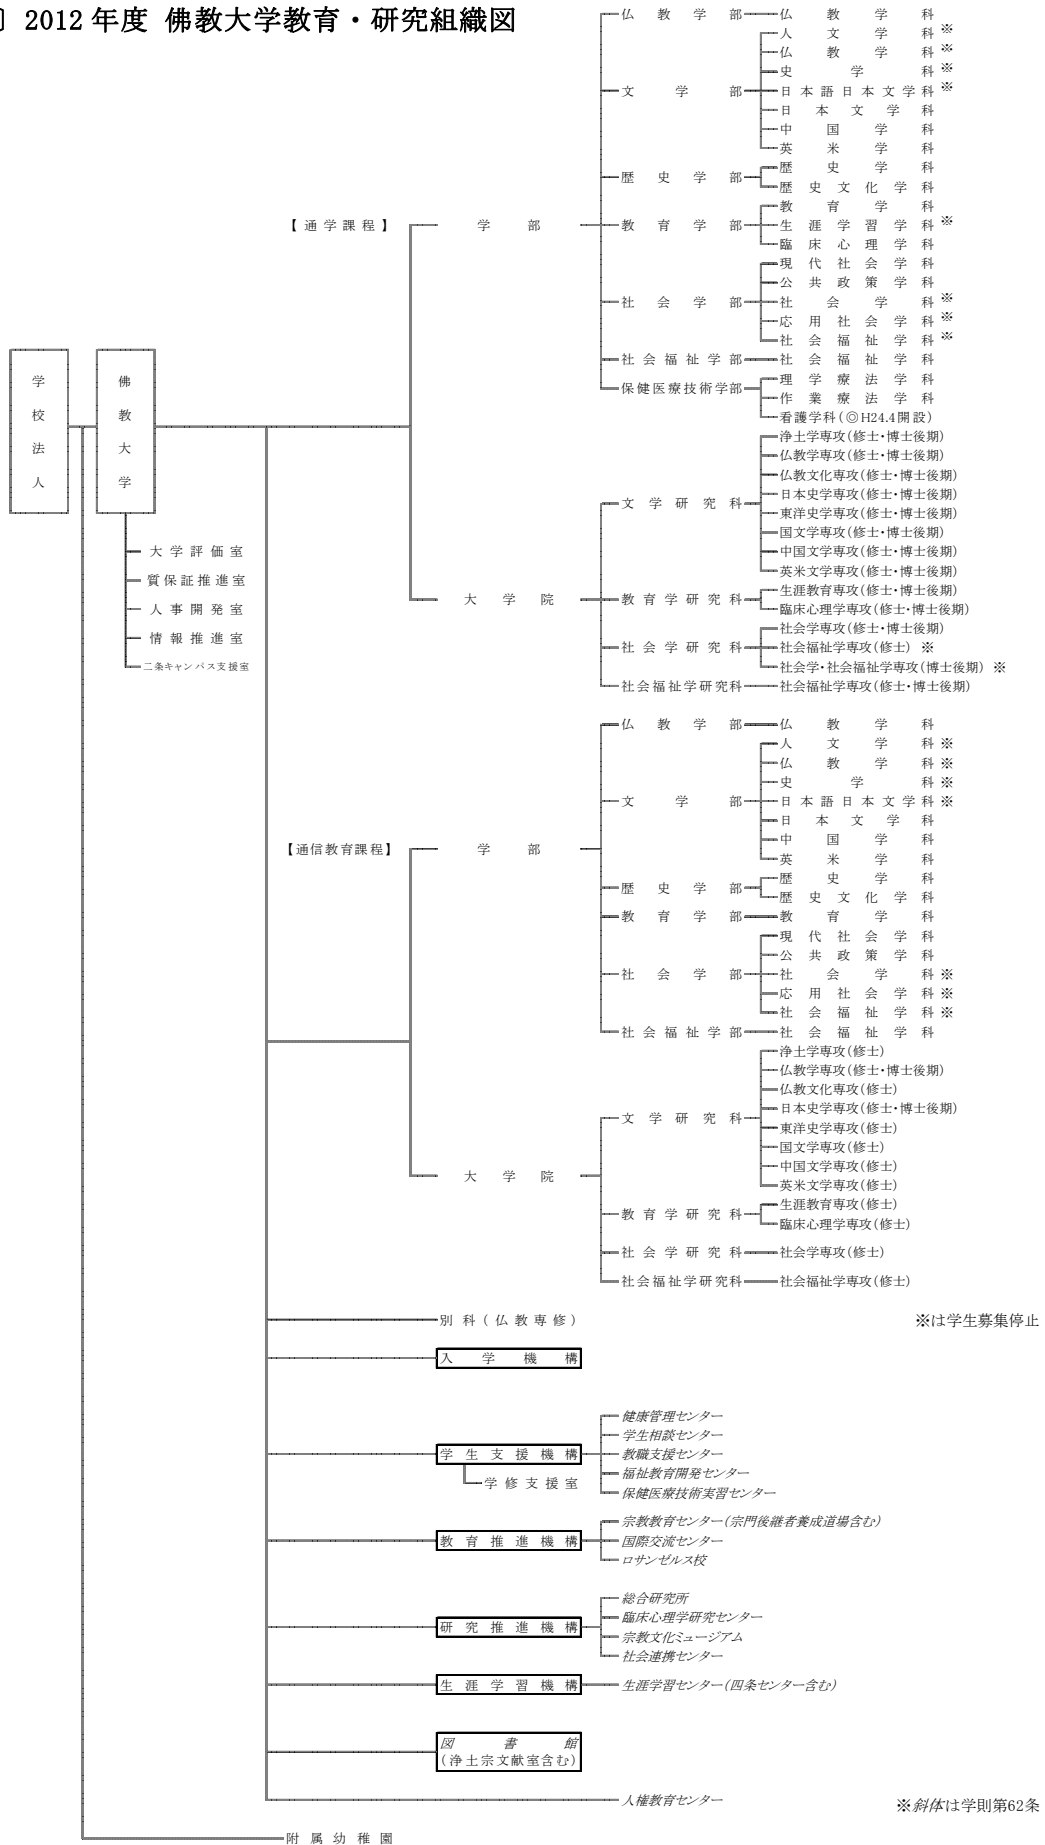 ］ 2012 年度 佛教大学教育・研究組織図
学校法人
佛教大学
大学評価室
質保証推進室
人事開発室
情報推進室
二条キャンパス支援室
【通学課程】
学部
仏教学部
仏教学科
文学部
人文学科※
仏教学科※
史学科※
日本語日本文学科※
日本文学科
中国学科
英米学科
歴史学部
歴史学科
歴史文化学科
教育学部
教育学科
生涯学習学科※
臨床心理学科
社会学部
現代社会学科
公共政策学科
社会学科※
応用社会学科※
社会福祉学科※
社会福祉学部
社会福祉学科
保健医療技術学部
理学療法学科
作業療法学科
看護学科(◎H24.4開設)
大学院
文学研究科
浄土学専攻(修士・博士後期)
仏教学専攻(修士・博士後期)
仏教文化専攻(修士・博士後期)
日本史学専攻(修士・博士後期)
東洋史学専攻(修士・博士後期)
国文学専攻(修士・博士後期)
中国文学専攻(修士・博士後期)
英米文学専攻(修士・博士後期)
教育学研究科
生涯教育専攻(修士・博士後期)
臨床心理学専攻(修士・博士後期)
社会学研究科
社会学専攻(修士・博士後期)
社会福祉学専攻(修士) ※
社会学・社会福祉学専攻(博士後期) ※
社会福祉学研究科
社会福祉学専攻(修士・博士後期)
【通信教育課程】
学部
仏教学部
仏教学科
文学部
人文学科※
仏教学科※
史学科※
日本語日本文学科※
日本文学科
中国学科
英米学科
歴史学部
歴史学科
歴史文化学科
教育学部
教育学科
社会学部
現代社会学科
公共政策学科
社会学科※
応用社会学科※
社会福祉学科※
社会福祉学部
社会福祉学科
大学院
文学研究科
浄土学専攻(修士)
仏教学専攻(修士・博士後期)
仏教文化専攻(修士)
日本史学専攻(修士・博士後期)
東洋史学専攻(修士)
国文学専攻(修士)
中国文学専攻(修士)
英米文学専攻(修士)
教育学研究科
生涯教育専攻(修士)
臨床心理学専攻(修士)
社会学研究科
社会学専攻(修士)
社会福祉学研究科
社会福祉学専攻(修士)
別科(仏教専修)
※は学生募集停止
入学機構
学生支援機構
学修支援室
健康管理センター
学生相談センター
教職支援センター
福祉教育開発センター
保健医療技術実習センター
教育推進機構
宗教教育センター(宗門後継者養成道場含む)
国際交流センター
ロサンゼルス校
研究推進機構
総合研究所
臨床心理学研究センター
宗教文化ミュージアム
社会連携センター
生涯学習機構
生涯学習センター(四条センター含む)
図書館
(浄土宗文献室含む)
人権教育センター
※斜体は学則第62条
附属幼稚園